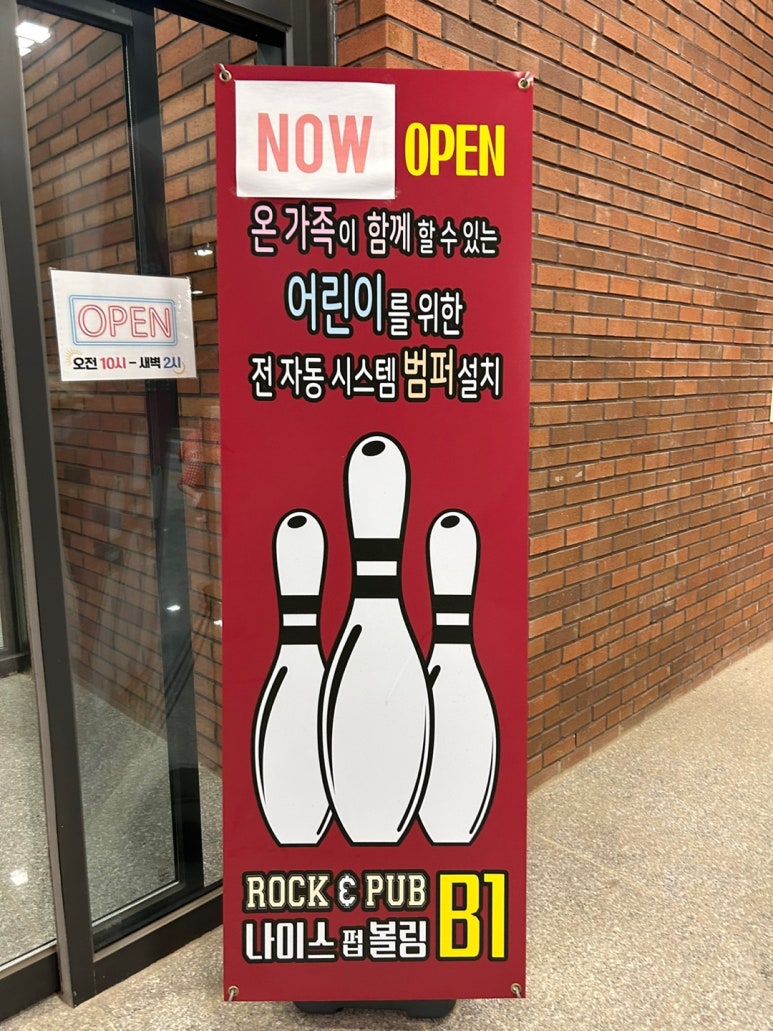 NOW OPEN
온 가족이 함께 할 수 있는
어린이를 위한
전 자동 시스템 범퍼 설치
ROCK & PUB
나이스 펍 볼링
B1
OPEN
오전 10시 - 새벽 2시